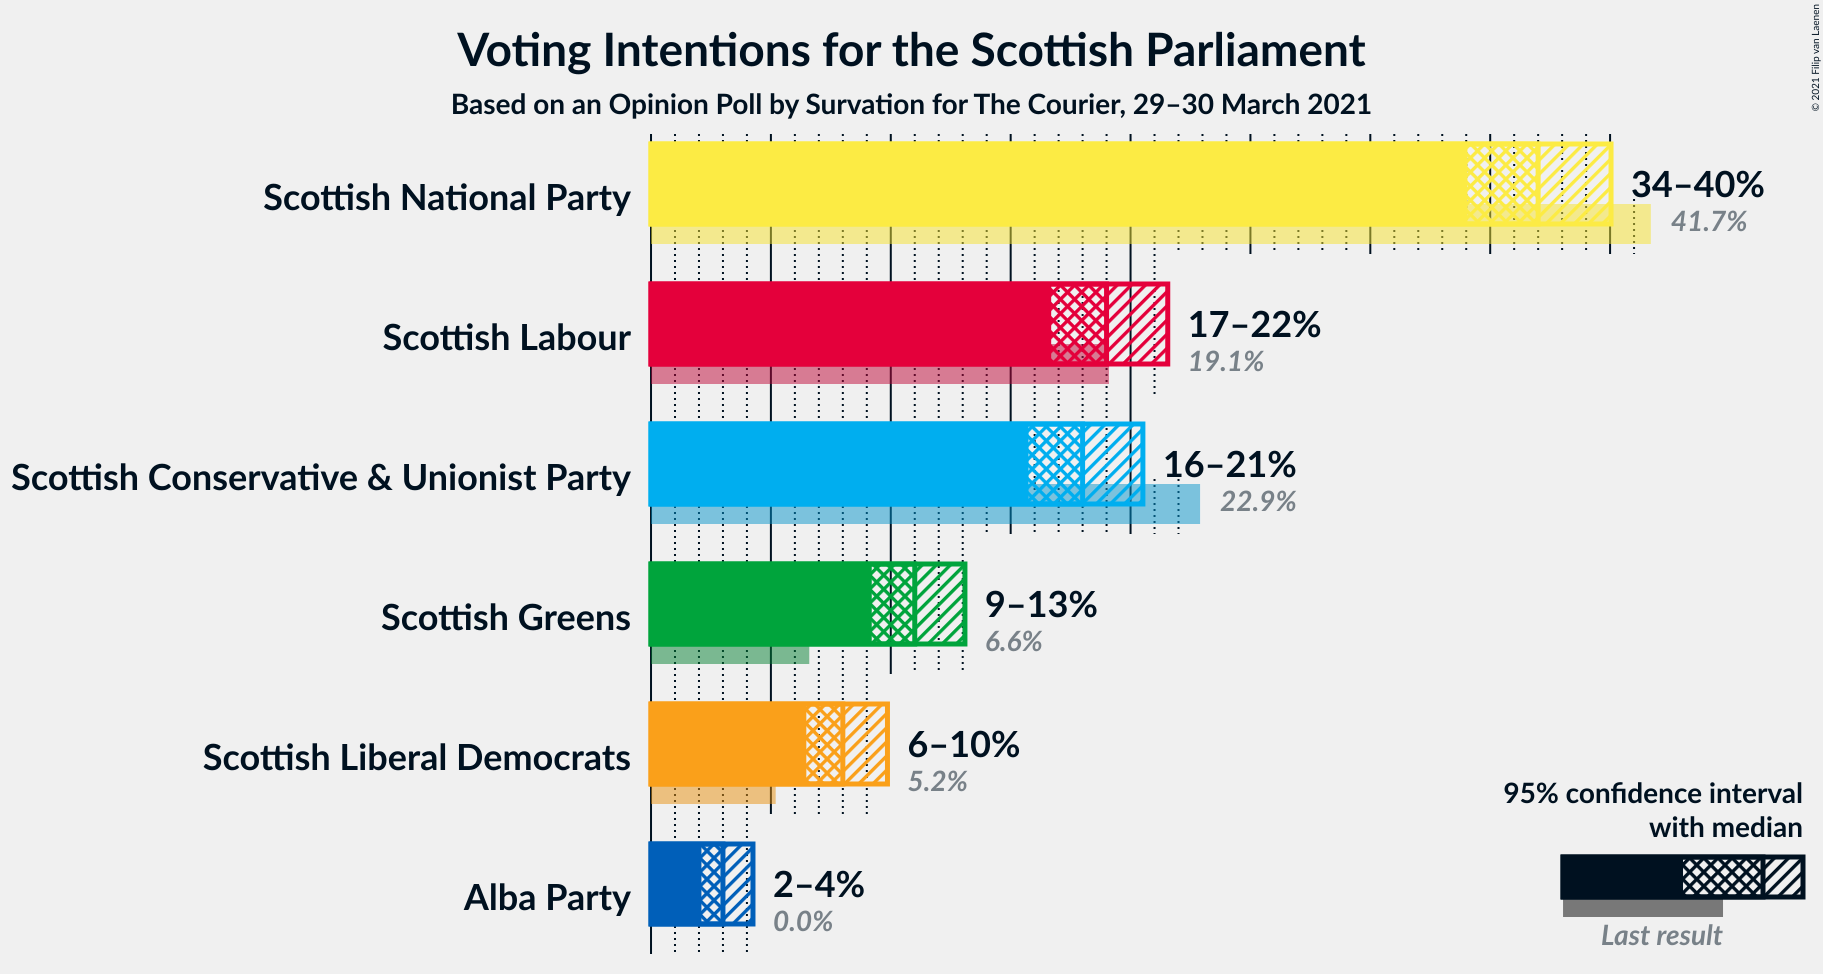 Voting Intentions for the Scottish Parliament
Based on an Opinion Poll by Survation for The Courier, 29–30 March 2021
© 2021 Filip van Laenen
Scottish National Party
34–40%
41.7%
Scottish Labour
17–22%
19.1%
Scottish Conservative & Unionist Party
16–21%
22.9%
Scottish Greens
9–13%
6.6%
Scottish Liberal Democrats
6–10%
5.2%
Alba Party
2–4%
0.0%
95% confidence interval
with median
Last result